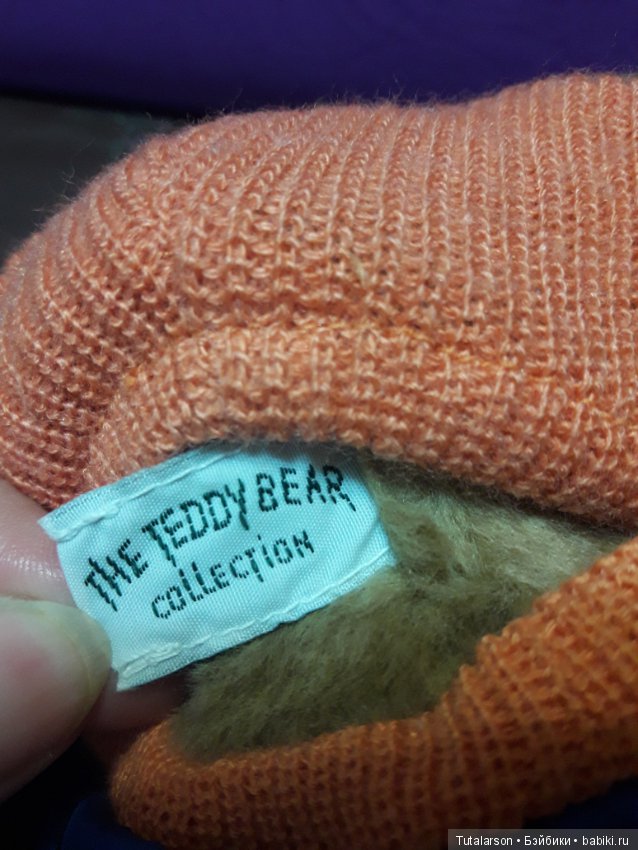 THE TEDDY BEAR
COLLECTION
Tutalarson • Бэйбики • babiki.ru